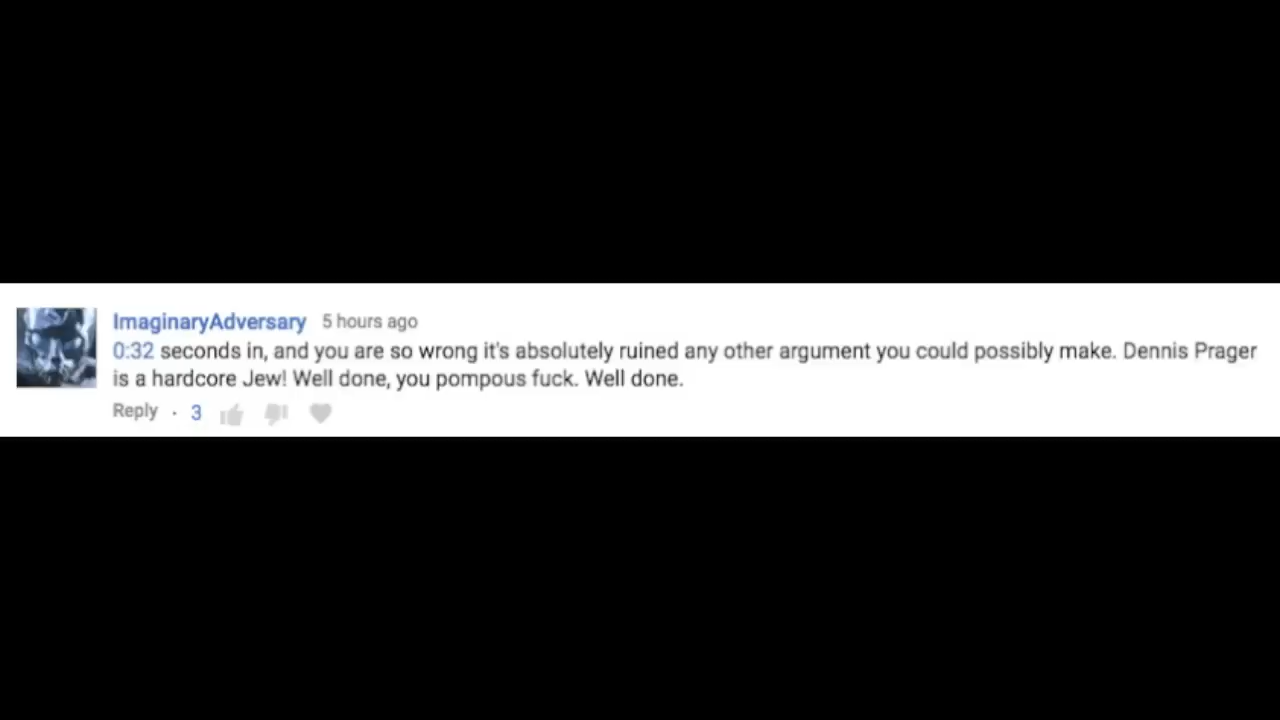 ImaginaryAdversary 5 hours ago
0:32 seconds in, and you are so wrong it's absolutely ruined any other argument you could possibly make. Dennis Prager
is a hardcore Jew! Well done, you pompous fuck. Well done.
Reply · 3